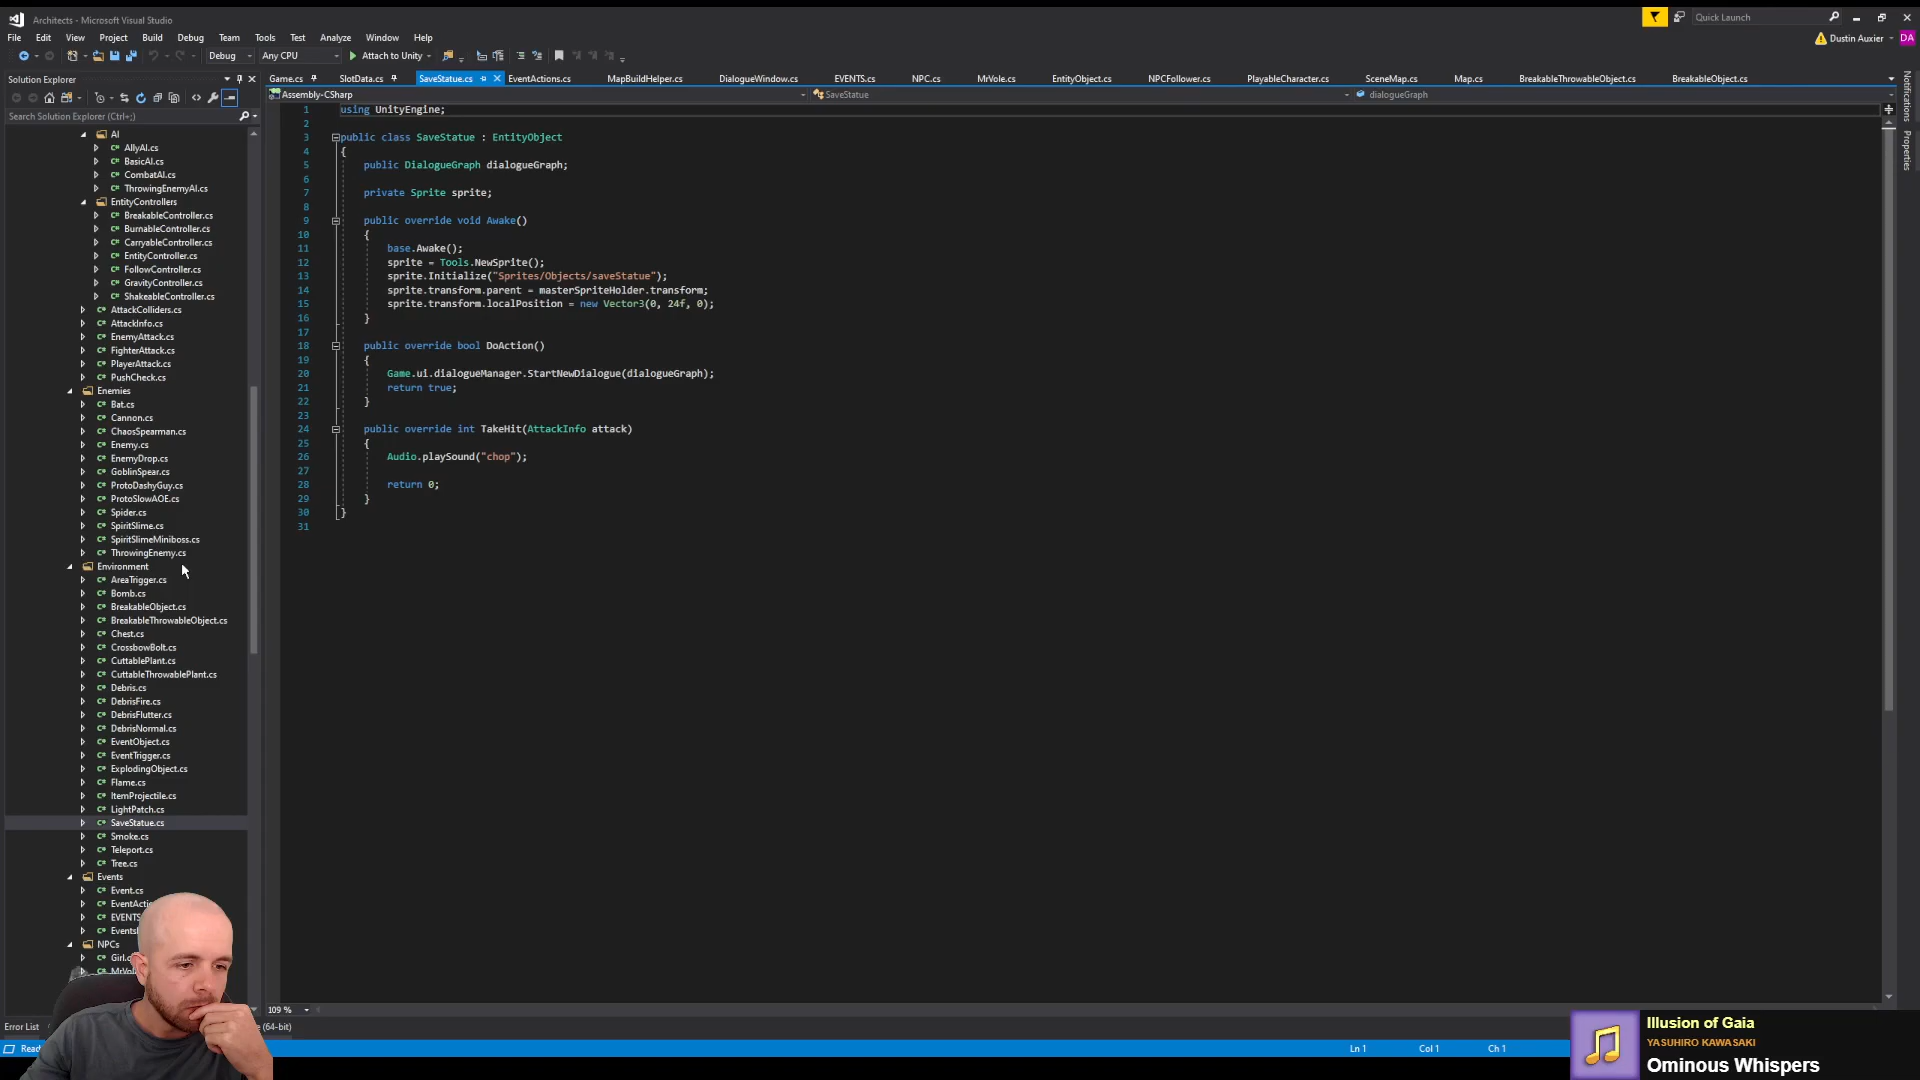 Architects - Microsoft Visual Studio
Quick Launch
File Edit View Project Build Debug Team Tools Test Analyze Window Help
Dustin Auxier DA
Debug Any CPU Attach to Unity
Solution Explorer
Search Solution Explorer (Ctrl+;)
AI
AllyAI.cs
BasicAI.cs
CombatAI.cs
ThrowingEnemyAI.cs
EntityControllers
BreakableController.cs
BurnableController.cs
CarryableController.cs
EntityController.cs
FollowController.cs
GravityController.cs
ShakeableController.cs
AttackColliders.cs
AttackInfo.cs
EnemyAttack.cs
FighterAttack.cs
PlayerAttack.cs
PushCheck.cs
Enemies
Bat.cs
Cannon.cs
ChaosSpearman.cs
Enemy.cs
EnemyDrop.cs
GoblinSpear.cs
ProtoDashyGuy.cs
ProtoSlowAOE.cs
Spider.cs
SpiritSlime.cs
SpiritSlimeMiniboss.cs
ThrowingEnemy.cs
Environment
AreaTrigger.cs
Bomb.cs
BreakableObject.cs
BreakableThrowableObject.cs
Chest.cs
CrossbowBolt.cs
CuttablePlant.cs
CuttableThrowablePlant.cs
Debris.cs
DebrisFire.cs
DebrisFlutter.cs
DebrisNormal.cs
EventObject.cs
EventTrigger.cs
ExplodingObject.cs
Flame.cs
ItemProjectile.cs
LightPatch.cs
SaveStatue.cs
Smoke.cs
Teleport.cs
Tree.cs
Events
Event.cs
EventActi
EVENTS
Events
NPCs
Girl.c
MrVol
Error List
(64-bit)
Read
Game.cs SlotData.cs SaveStatue.cs EventActions.cs MapBuildHelper.cs DialogueWindow.cs EVENTS.cs NPC.cs MrVole.cs EntityObject.cs NPCFollower.cs PlayableCharacter.cs SceneMap.cs Map.cs BreakableThrowableObject.cs BreakableObject.cs
Assembly-CSharp SaveStatue dialogueGraph
1 using UnityEngine;
2
3 public class SaveStatue : EntityObject
4 {
5 public DialogueGraph dialogueGraph;
6
7 private Sprite sprite;
8
9 public override void Awake()
10 {
11 base.Awake();
12 sprite = Tools.NewSprite();
13 sprite.Initialize("Sprites/Objects/saveStatue");
14 sprite.transform.parent = masterSpriteHolder.transform;
15 sprite.transform.localPosition = new Vector3(0, 24f, 0);
16 }
17
18 public override bool DoAction()
19 {
20 Game.ui.dialogueManager.StartNewDialogue(dialogueGraph);
21 return true;
22 }
23
24 public override int TakeHit(AttackInfo attack)
25 {
26 Audio.playSound("chop");
27
28 return 0;
29 }
30 }
31
109 %
Ln 1 Col 1 Ch 1
Notifications
Properties
Illusion of Gaia
YASUHIRO KAWASAKI
Ominous Whispers